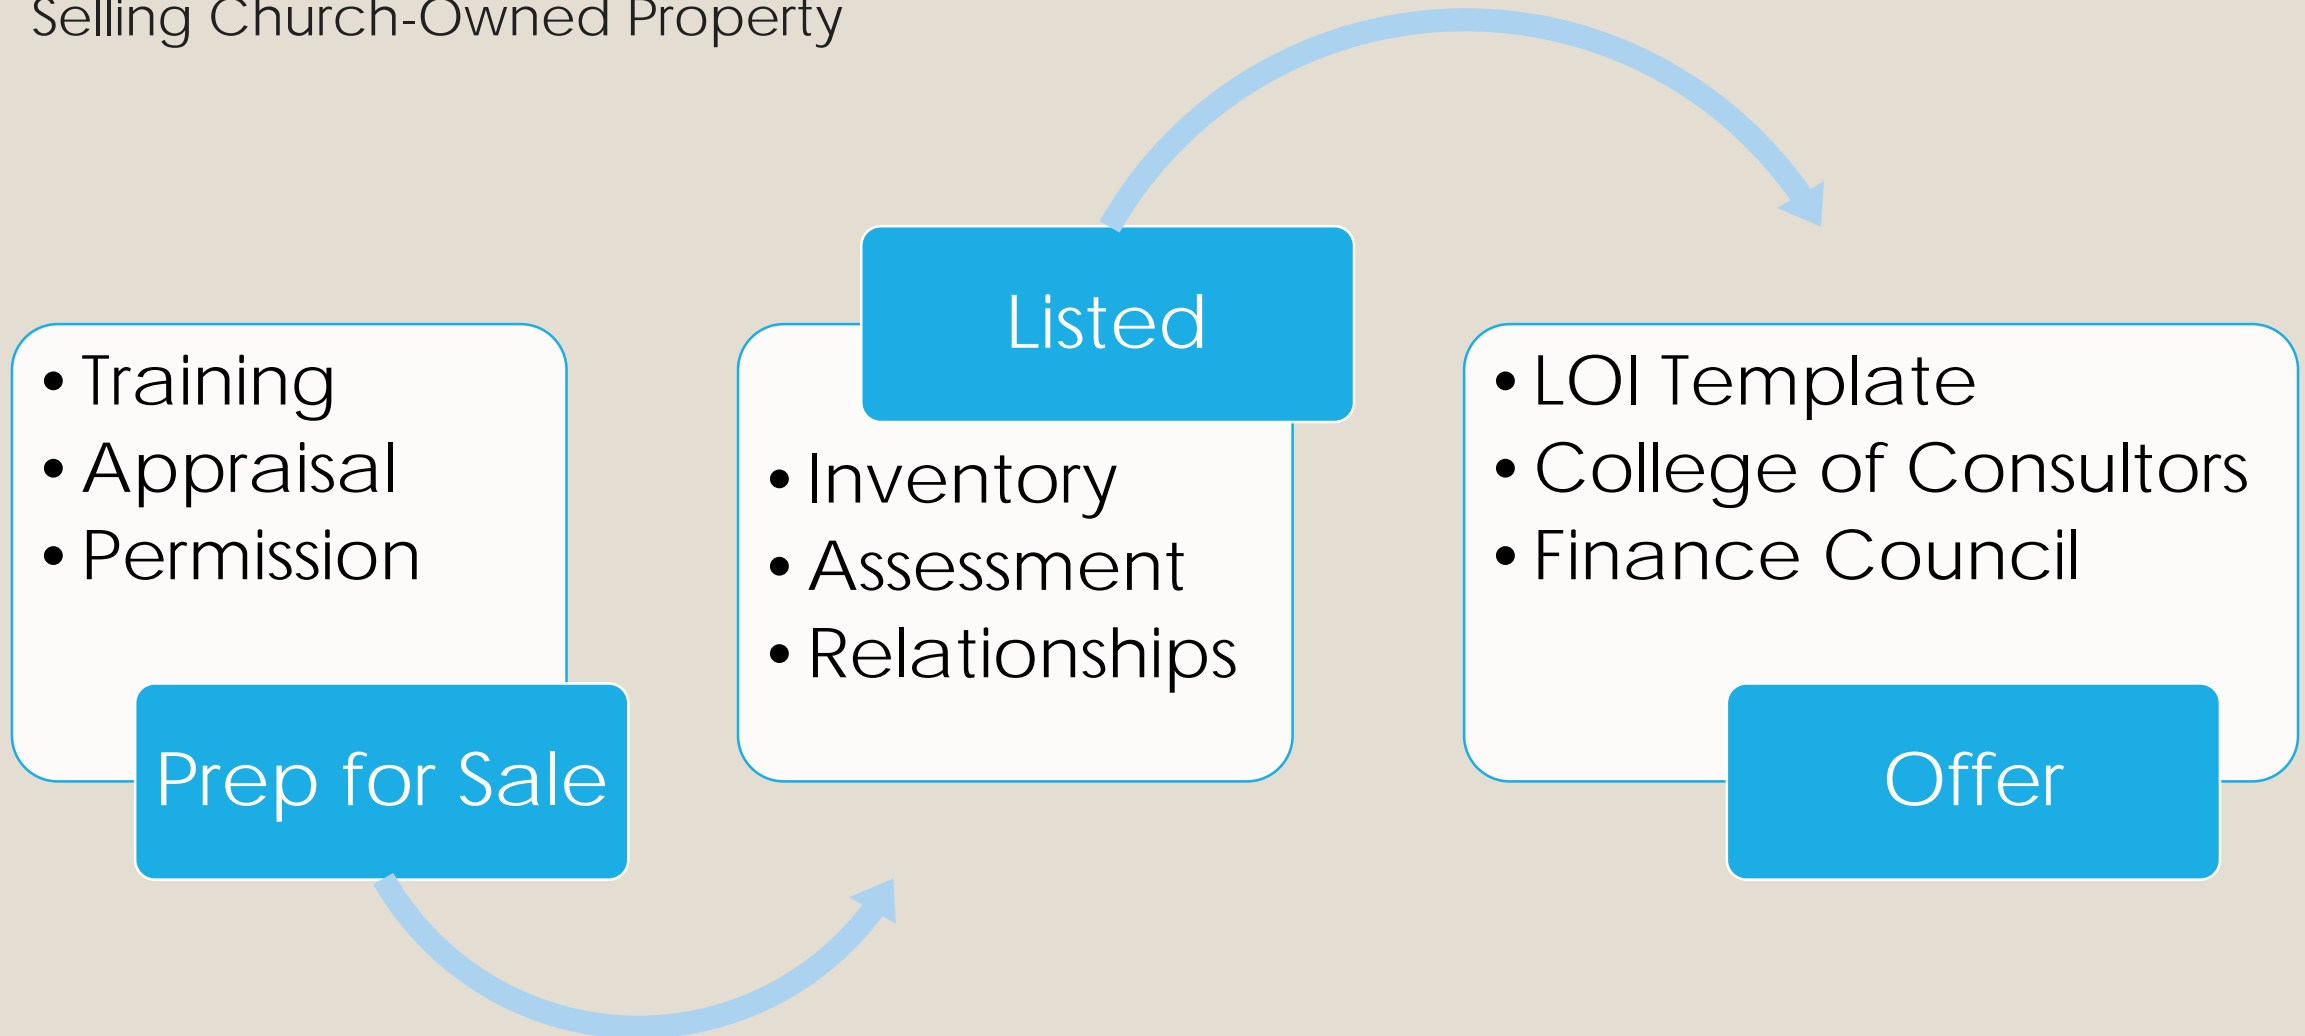 Selling Church-Owned Property
• Training
• Appraisal
• Permission
Prep for Sale
Listed
• Inventory
• Assessment
• Relationships
• LOI Template
• College of Consultors
• Finance Council
Offer